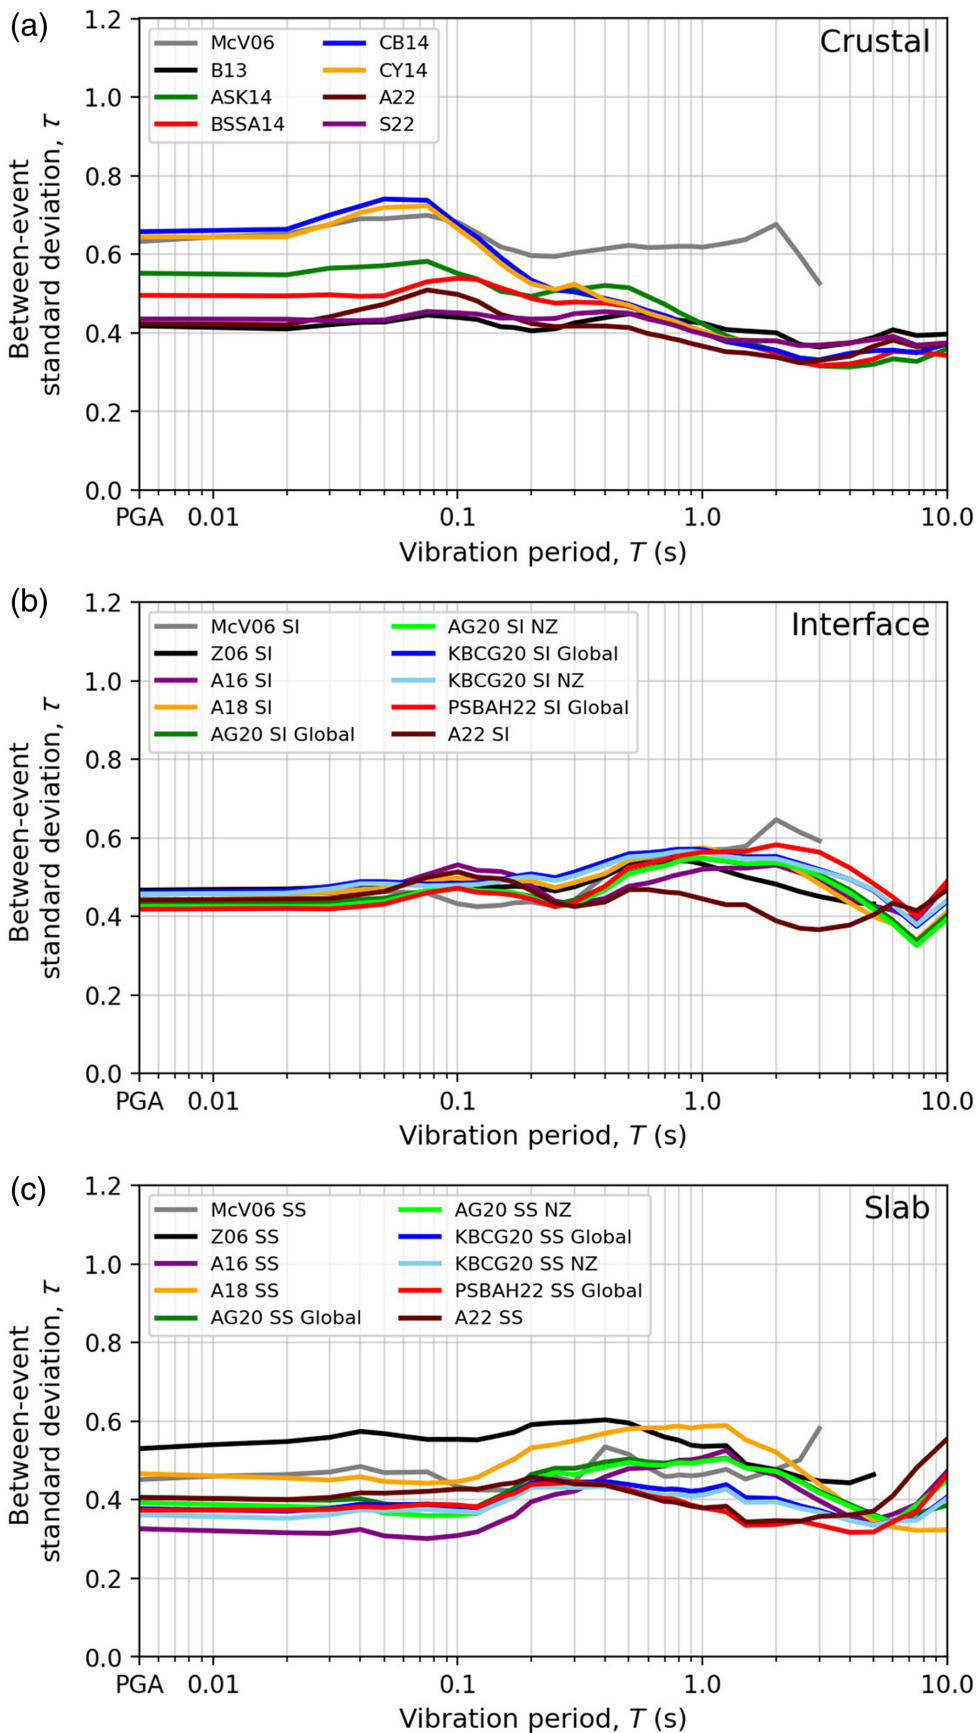 (a)
Crustal
McV06
B13
ASK14
BSSA14
CB14
CY14
A22
S22
Between-event
standard deviation, τ
1.2
1.0
0.8
0.6
0.4
0.2
0.0
PGA 0.01 0.1 1.0 10.0
Vibration period, T (s)
(b)
Interface
McV06 SI
Z06 SI
A16 SI
A18 SI
AG20 SI Global
AG20 SI NZ
KBCG20 SI Global
KBCG20 SI NZ
PSBAH22 SI Global
A22 SI
Between-event
standard deviation, τ
1.2
1.0
0.8
0.6
0.4
0.2
0.0
PGA 0.01 0.1 1.0 10.0
Vibration period, T (s)
(c)
Slab
McV06 SS
Z06 SS
A16 SS
A18 SS
AG20 SS Global
AG20 SS NZ
KBCG20 SS Global
KBCG20 SS NZ
PSBAH22 SS Global
A22 SS
Between-event
standard deviation, τ
1.2
1.0
0.8
0.6
0.4
0.2
0.0
PGA 0.01 0.1 1.0 10.0
Vibration period, T (s)